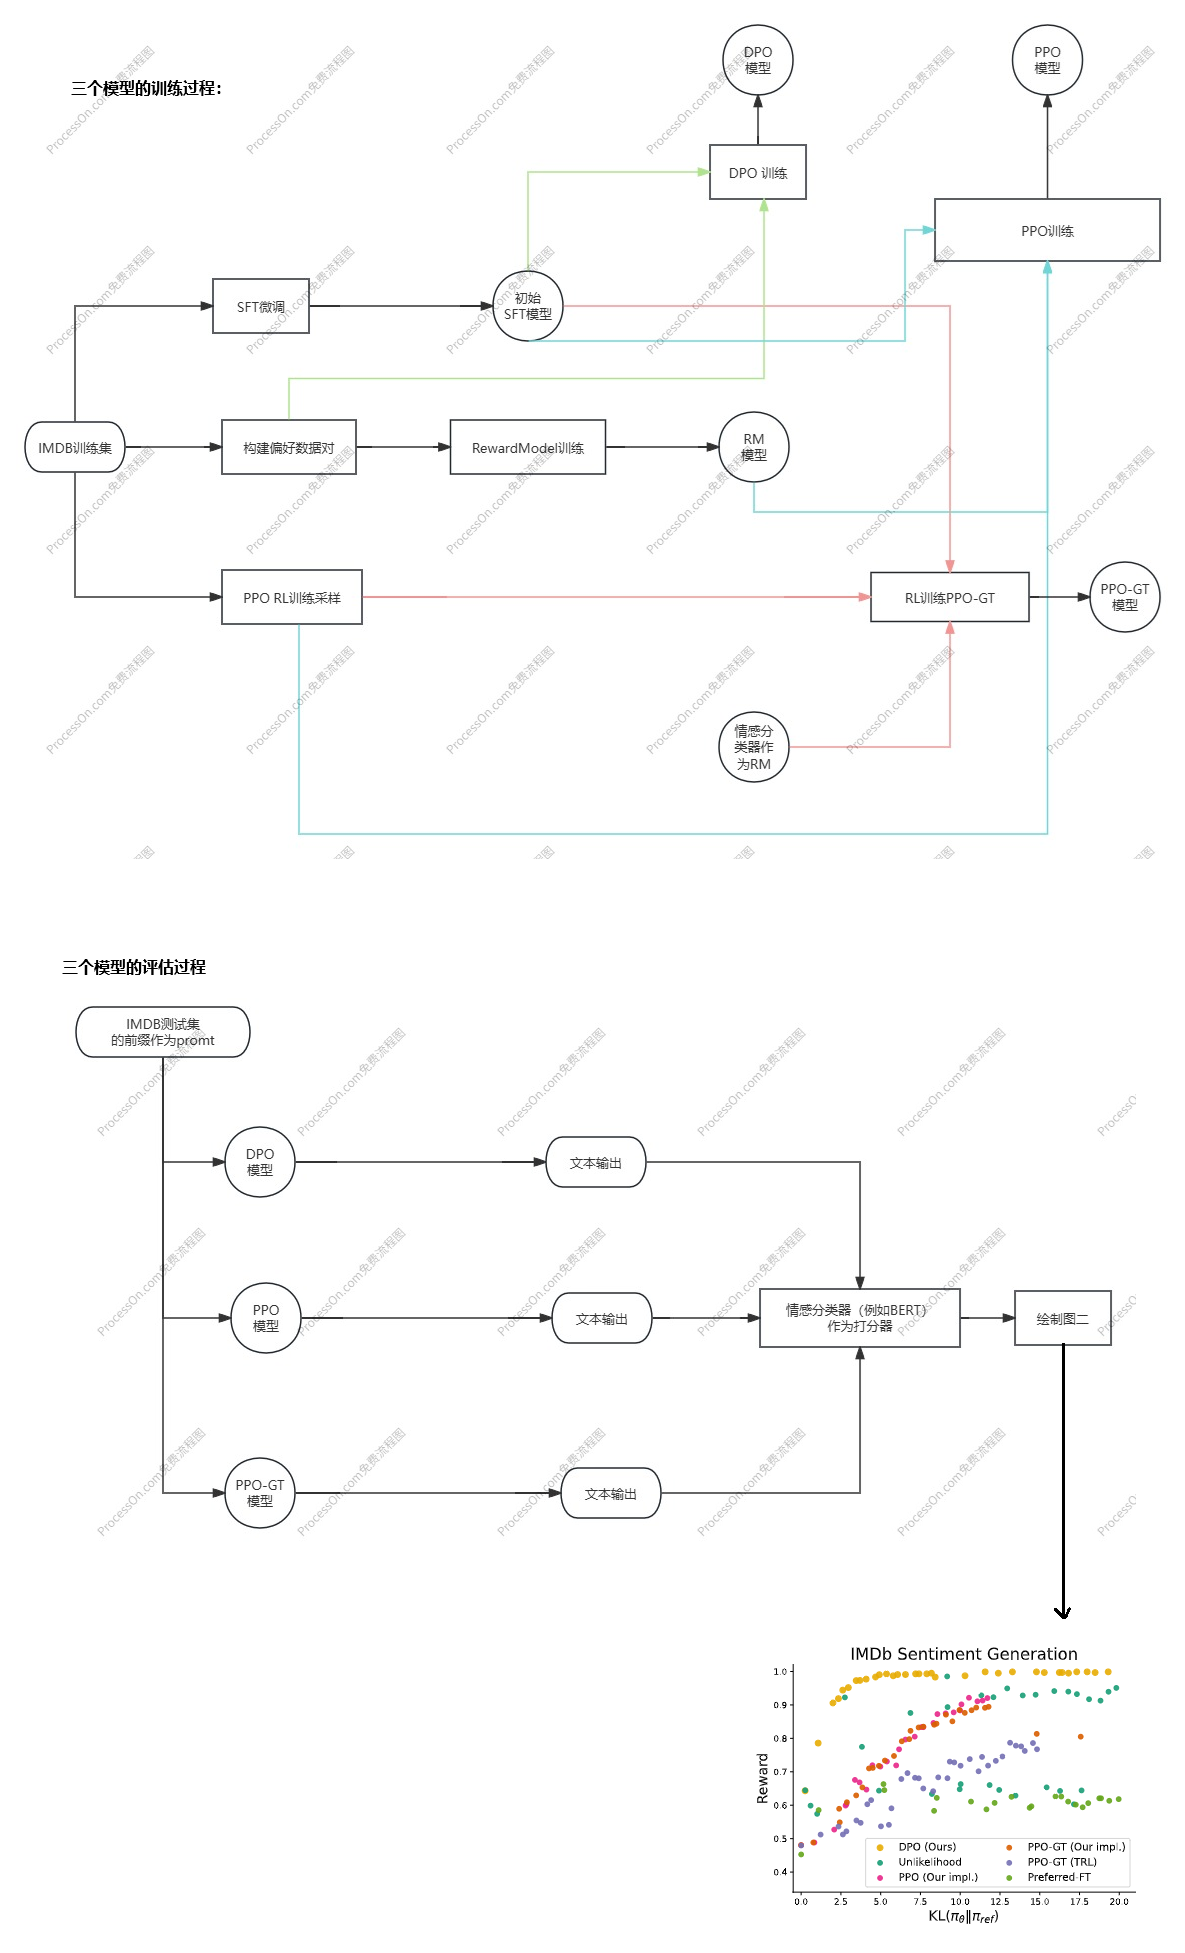 三个模型的训练过程：
DPO
模型
PPO
模型
DPO 训练
PPO训练
SFT微调
初始
SFT模型
IMDB训练集
构建偏好数据对
RewardModel训练
RM
模型
PPO RL训练采样
RL训练PPO-GT
PPO-GT
模型
情感分
类器作
为RM
ProcessOn.com免费流程图
三个模型的评估过程
IMDB测试集
的前缀作为promt
DPO
模型
文本输出
PPO
模型
文本输出
情感分类器（例如BERT）
作为打分器
绘制图二
PPO-GT
模型
文本输出
ProcessOn.com免费流程图
IMDb Sentiment Generation
Reward
1.0
0.9
0.8
0.7
0.6
0.5
0.4
DPO (Ours)
Unlikelihood
PPO (Our impl.)
PPO-GT (Our impl.)
PPO-GT (TRL)
Preferred-FT
0.0 2.5 5.0 7.5 10.0 12.5 15.0 17.5 20.0
KL(πθ‖πref)